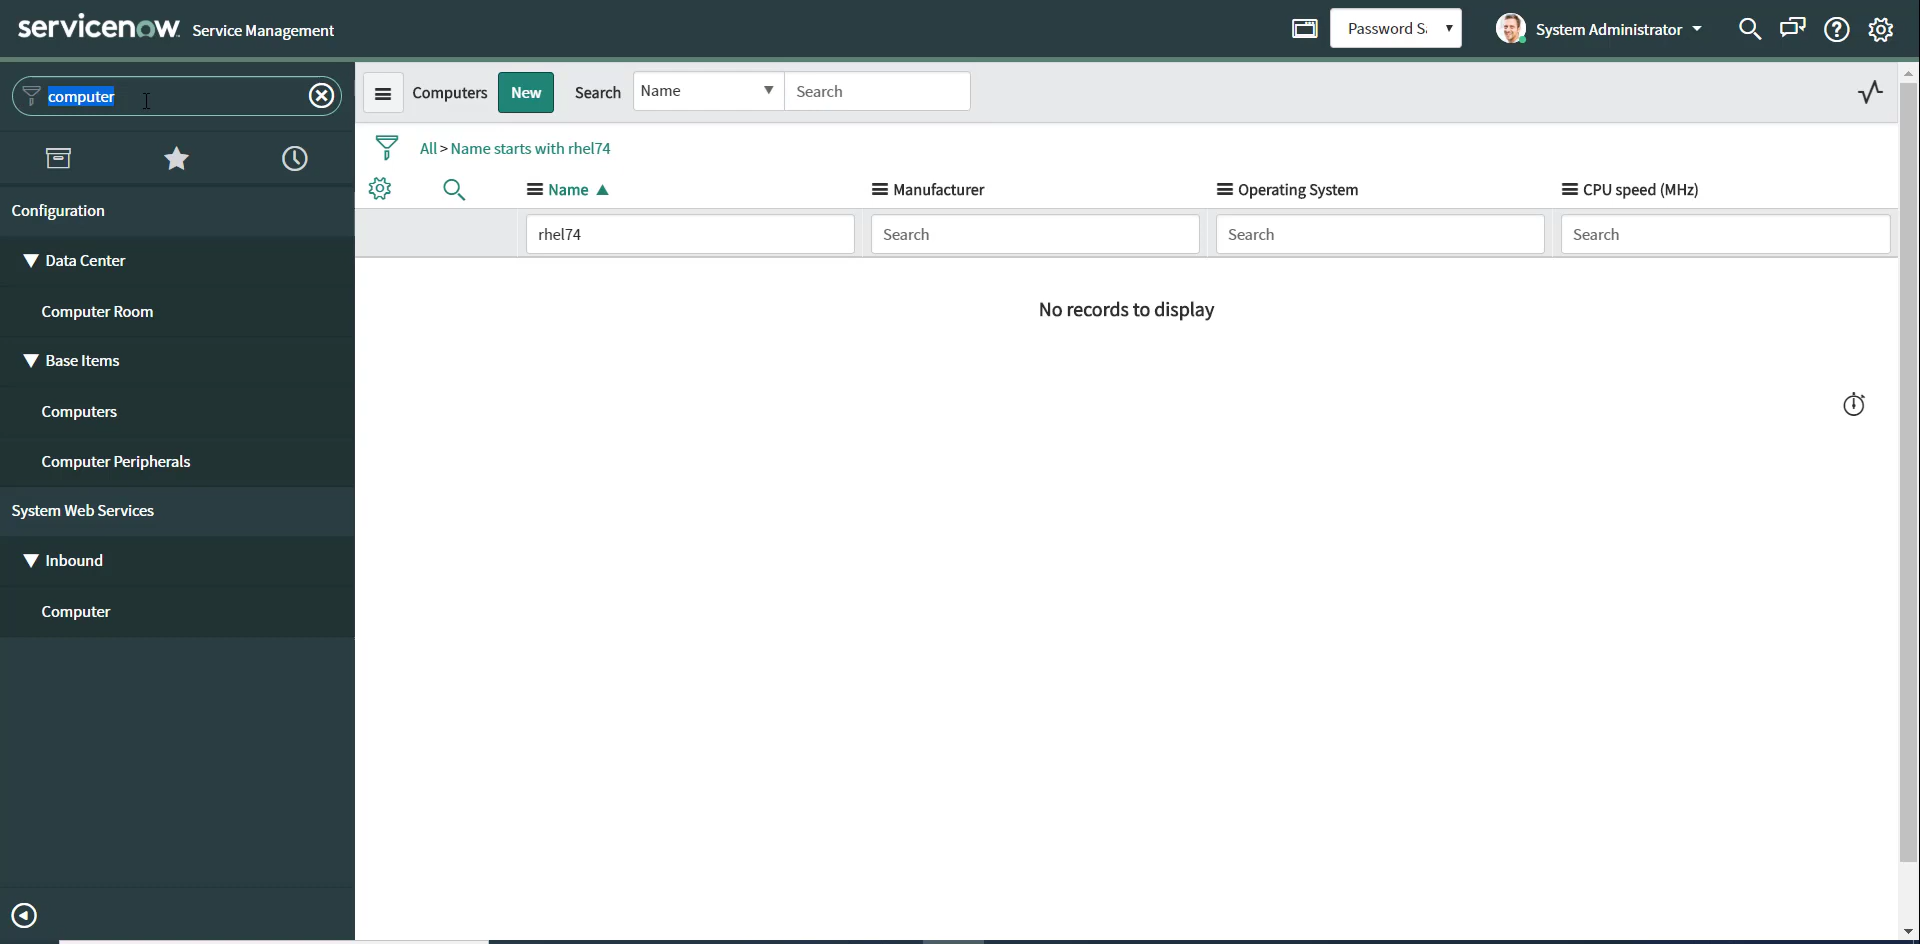 servicenow. Service Management
Password Sa
System Administrator
computer
Configuration
Data Center
Computer Room
Base Items
Computers
Computer Peripherals
System Web Services
Inbound
Computer
Computers New Search Name Search
All > Name starts with rhel74
Name Manufacturer Operating System CPU speed (MHz)
rhel74 Search Search Search
No records to display